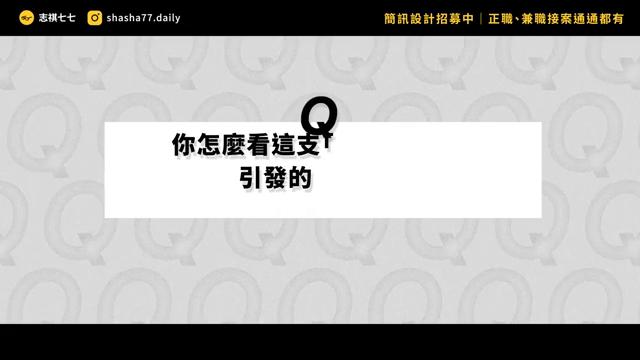 志祺七七
shasha77.daily
簡訊設計招募中｜正職、兼職接案通通都有
Q
你怎麼看這支
引發的